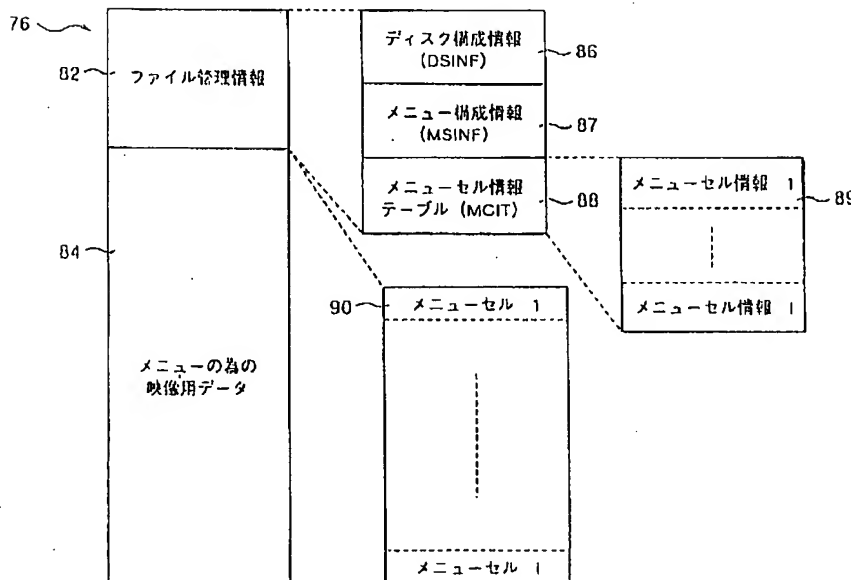 76
82
ファイル管理情報
84
メニューの為の
映像用データ
ディスク構成情報
(DSINF)
86
メニュー構成情報
(MSINF)
87
メニューセル情報
テーブル (MCIT)
88
メニューセル情報 1
89
メニューセル情報 i
90
メニューセル 1
メニューセル i